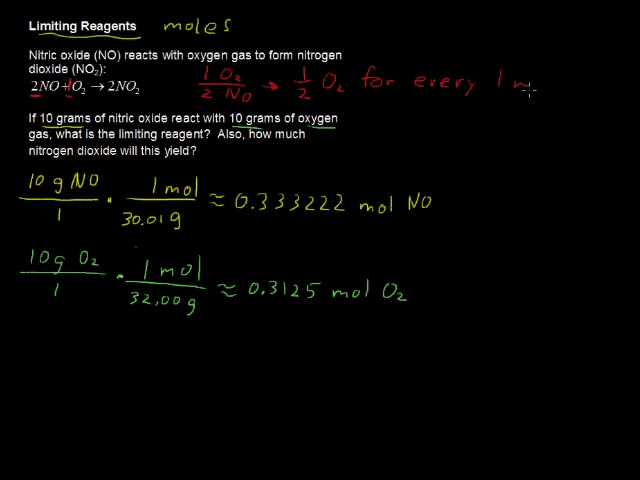 Limiting Reagents moles
Nitric oxide (NO) reacts with oxygen gas to form nitrogen
dioxide (NO₂):
2NO+1O₂ → 2NO₂
1 O₂ / 2 NO → 1/2 O₂ for every 1
If 10 grams of nitric oxide react with 10 grams of oxygen
gas, what is the limiting reagent? Also, how much
nitrogen dioxide will this yield?
10 g NO / 1 · 1 mol / 30.01 g ≈ 0.333222 mol NO
10g O₂ / 1 · 1 mol / 32.00 g ≈ 0.3125 mol O₂